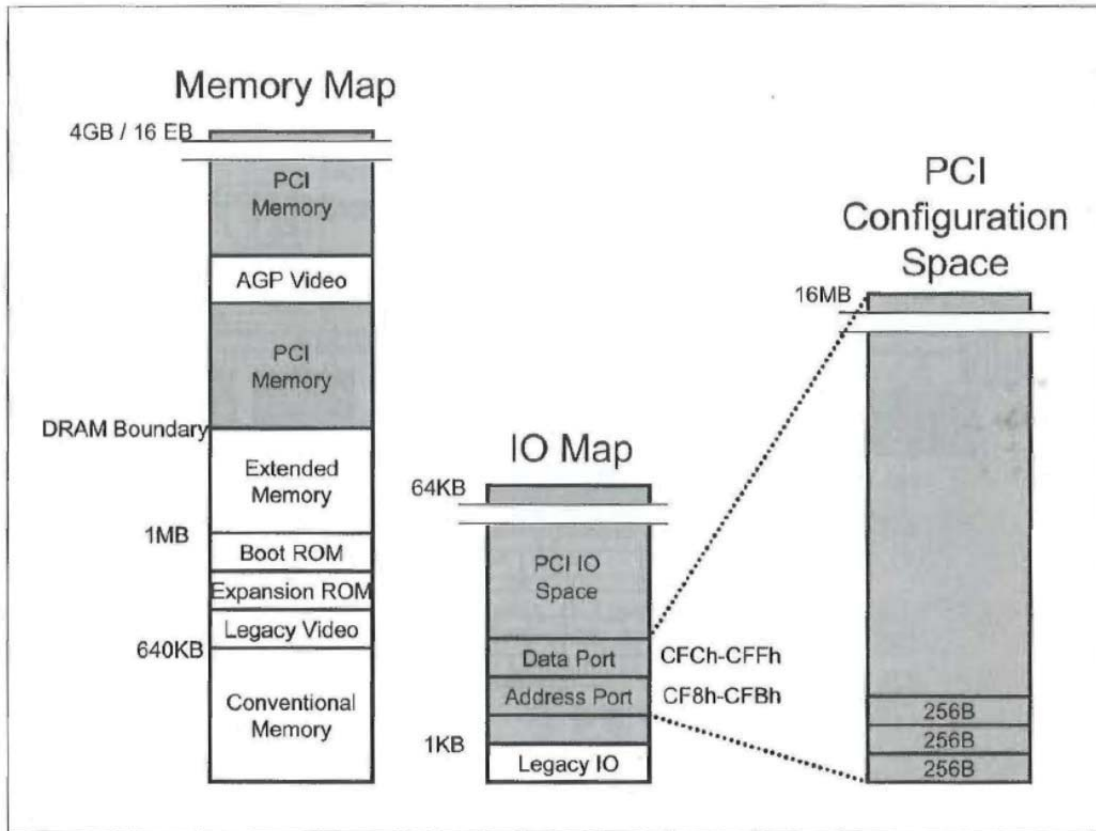 Memory Map
4GB / 16 EB
PCI
Memory
AGP Video
PCI
Memory
DRAM Boundary
Extended
Memory
1MB
Boot ROM
Expansion ROM
Legacy Video
640KB
Conventional
Memory
IO Map
64KB
PCI IO
Space
Data Port
CFCh-CFFh
Address Port
CF8h-CFBh
1KB
Legacy IO
PCI
Configuration
Space
16MB
256B
256B
256B